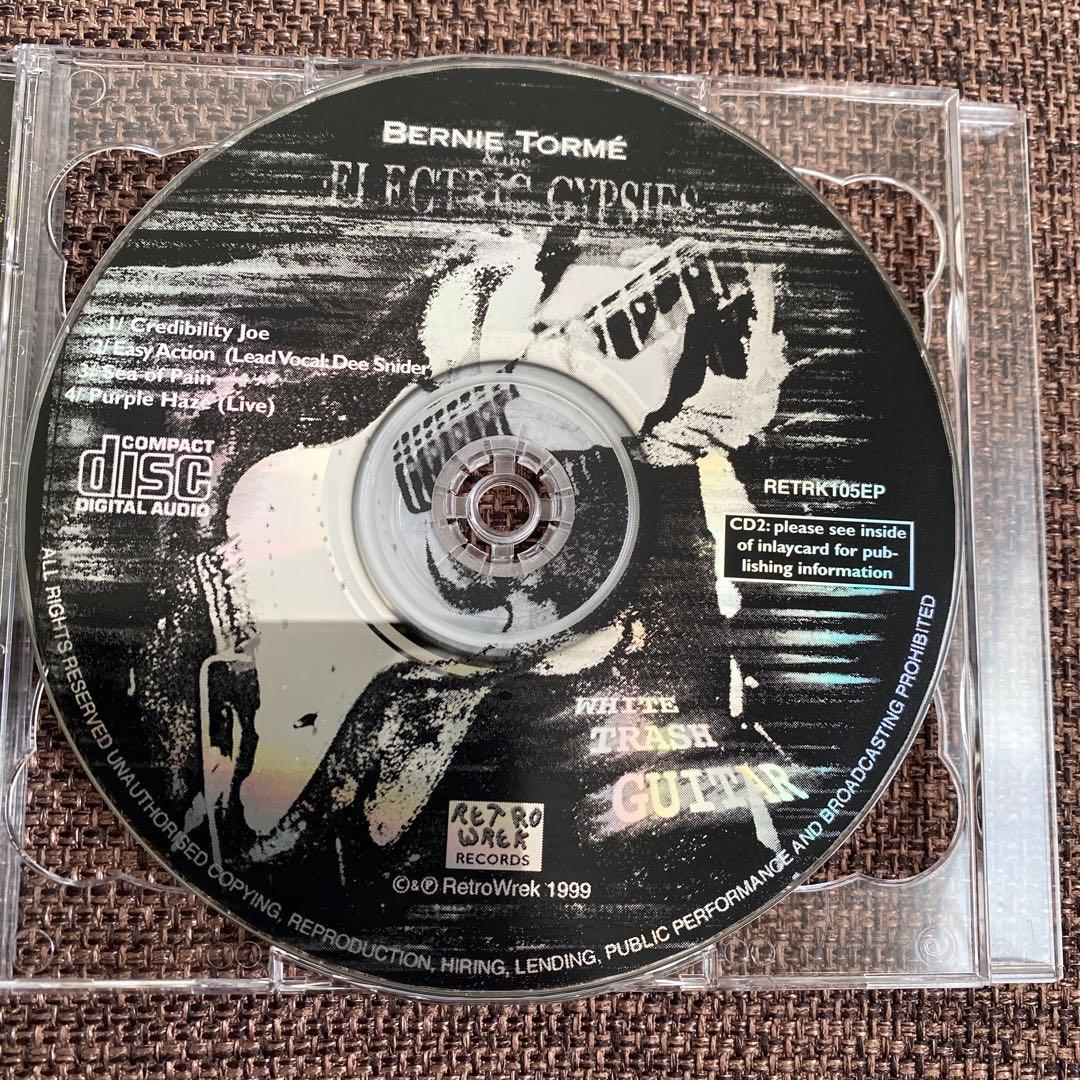 BERNIE TORMÉ
& the
ELECTRIC GYPSIES
1/ Credibility Joe
2/ Easy Action (Lead Vocal: Dee Snider
3/ Sea of Pain
4/ Purple Haze (Live)
COMPACT
disc
DIGITAL AUDIO
RETRK105EP
CD2: please see inside
of inlaycard for pub-
lishing information
WHITE
TRASH
GUITAR
RETRO
WREK
RECORDS
©&℗ RetroWrek 1999
ALL RIGHTS RESERVED UNAUTHORISED COPYING, REPRODUCTION, HIRING, LENDING, PUBLIC PERFORMANCE AND BROADCASTING PROHIBITED